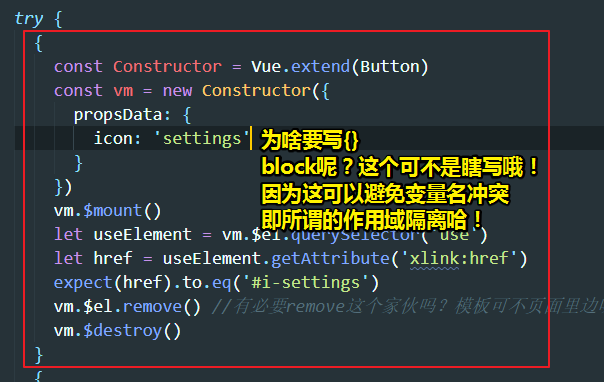 try {
{
const Constructor = Vue.extend(Button)
const vm = new Constructor({
propsData: {
icon: 'settings'
为啥要写{}
}
block呢？这个可不是瞎写哦！
})
因为这可以避免变量名冲突
vm.$mount()
即所谓的作用域隔离哈！
let useElement = vm.$el.querySelector('use')
let href = useElement.getAttribute('xlink:href')
expect(href).to.eq('#i-settings')
vm.$el.remove() //有必要remove这个家伙吗？模板可不页面里边
vm.$destroy()
}
{